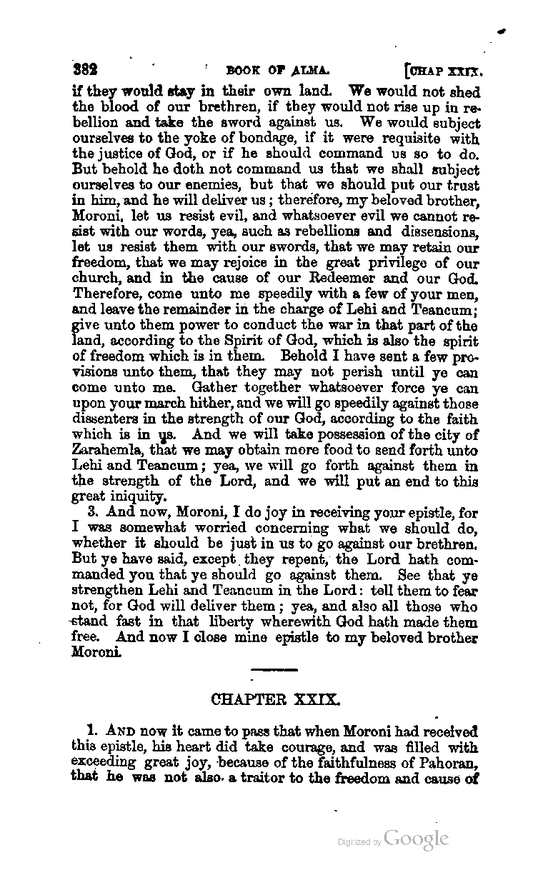 382 BOOK OF ALMA. [CHAP XXIX.
if they would stay in their own land. We would not shed
the blood of our brethren, if they would not rise up in re-
bellion and take the sword against us. We would subject
ourselves to the yoke of bondage, if it were requisite with
the justice of God, or if he should command us so to do.
But behold he doth not command us that we shall subject
ourselves to our enemies, but that we should put our trust
in him, and he will deliver us; therefore, my beloved brother,
Moroni, let us resist evil, and whatsoever evil we cannot re-
sist with our words, yea, such as rebellions and dissensions,
let us resist them with our swords, that we may retain our
freedom, that we may rejoice in the great privilege of our
church, and in the cause of our Redeemer and our God.
Therefore, come unto me speedily with a few of your men,
and leave the remainder in the charge of Lehi and Teancum;
give unto them power to conduct the war in that part of the
land, according to the Spirit of God, which is also the spirit
of freedom which is in them. Behold I have sent a few pro-
visions unto them, that they may not perish until ye can
come unto me. Gather together whatsoever force ye can
upon your march hither, and we will go speedily against those
dissenters in the strength of our God, according to the faith
which is in us. And we will take possession of the city of
Zarahemla, that we may obtain more food to send forth unto
Lehi and Teancum; yea, we will go forth against them in
the strength of the Lord, and we will put an end to this
great iniquity.
3. And now, Moroni, I do joy in receiving your epistle, for
I was somewhat worried concerning what we should do,
whether it should be just in us to go against our brethren.
But ye have said, except they repent, the Lord hath com-
manded you that ye should go against them. See that ye
strengthen Lehi and Teancum in the Lord: tell them to fear
not, for God will deliver them; yea, and also all those who
stand fast in that liberty wherewith God hath made them
free. And now I close mine epistle to my beloved brother
Moroni.
CHAPTER XXIX.
1. AND now it came to pass that when Moroni had received
this epistle, his heart did take courage, and was filled with
exceeding great joy, because of the faithfulness of Pahoran,
that he was not also a traitor to the freedom and cause of
Digitized by Google